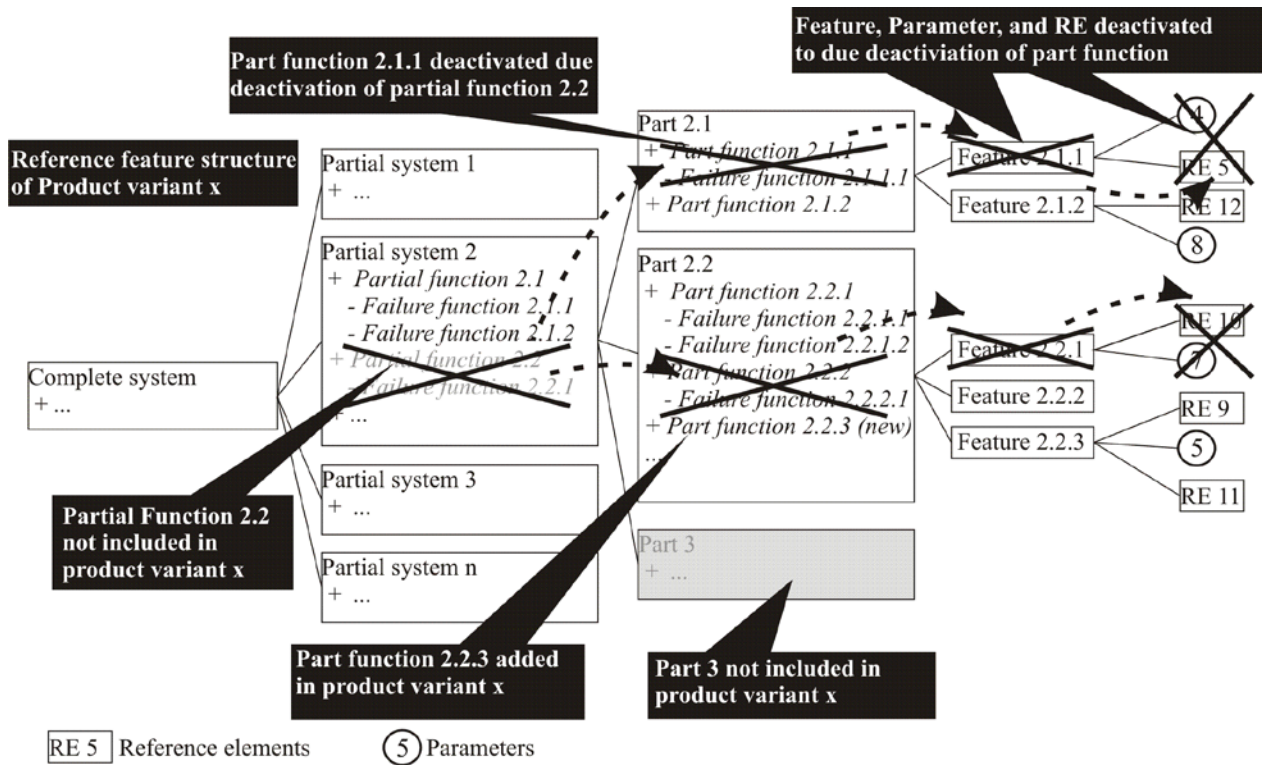 Part function 2.1.1 deactivated due
deactivation of partial function 2.2
Feature, Parameter, and RE deactivated
to due deactiviation of part function
Reference feature structure
of Product variant x
Complete system
+ ...
Partial system 1
+ ...
Partial system 2
+ Partial function 2.1
- Failure function 2.1.1
- Failure function 2.1.2
+ Partial function 2.2
- Failure function 2.2.1
+ ...
Partial system 3
+ ...
Partial system n
+ ...
Part 2.1
+ Part function 2.1.1
- Failure function 2.1.1.1
+ Part function 2.1.2
Part 2.2
+ Part function 2.2.1
- Failure function 2.2.1.1
- Failure function 2.2.1.2
+ Part function 2.2.2
- Failure function 2.2.2.1
+ Part function 2.2.3 (new)
...
Part 3
+ ...
Feature 2.1.1
Feature 2.1.2
Feature 2.2.1
Feature 2.2.2
Feature 2.2.3
4
RE 5
RE 12
8
RE 10
7
RE 9
5
RE 11
Partial Function 2.2
not included in
product variant x
Part function 2.2.3 added
in product variant x
Part 3 not included in
product variant x
RE 5 Reference elements
5 Parameters